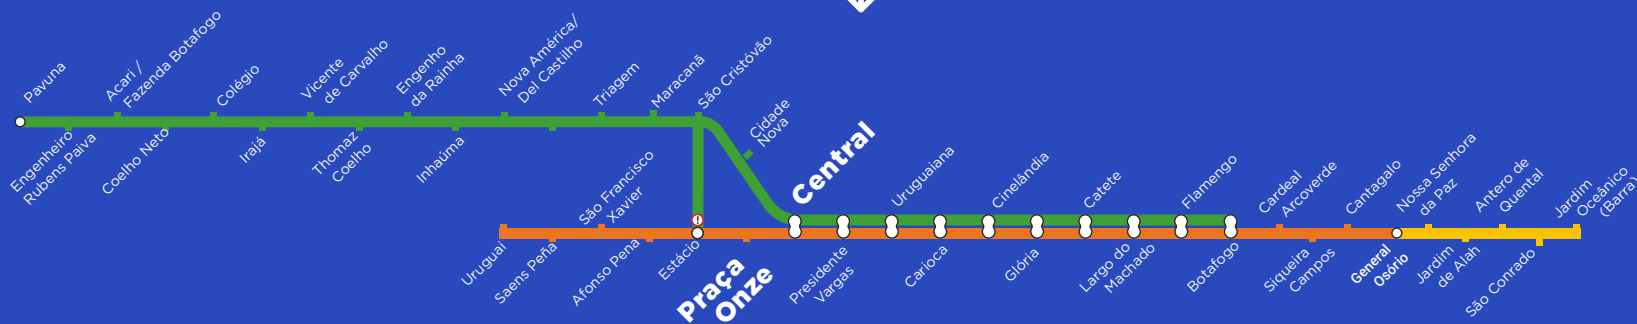 Pavuna
Engenheiro
Rubens Paiva
Acari /
Fazenda Botafogo
Coelho Neto
Colégio
Irajá
Vicente
de Carvalho
Thomaz
Coelho
Engenho
da Rainha
Inhaúma
Nova América/
Del Castilho
Triagem
Maracanã
São Cristóvão
Cidade
Nova
Central
Uruguai
Saens Peña
São Francisco
Xavier
Afonso Pena
Estácio
!
Praça
Onze
Presidente
Vargas
Uruguaiana
Carioca
Cinelândia
Glória
Catete
Largo do
Machado
Flamengo
Botafogo
Cardeal
Arcoverde
Siqueira
Campos
Cantagalo
General
Osório
Nossa Senhora
da Paz
Jardim
de Alah
Antero de
Quental
São Conrado
Jardim
Oceânico
(Barra)